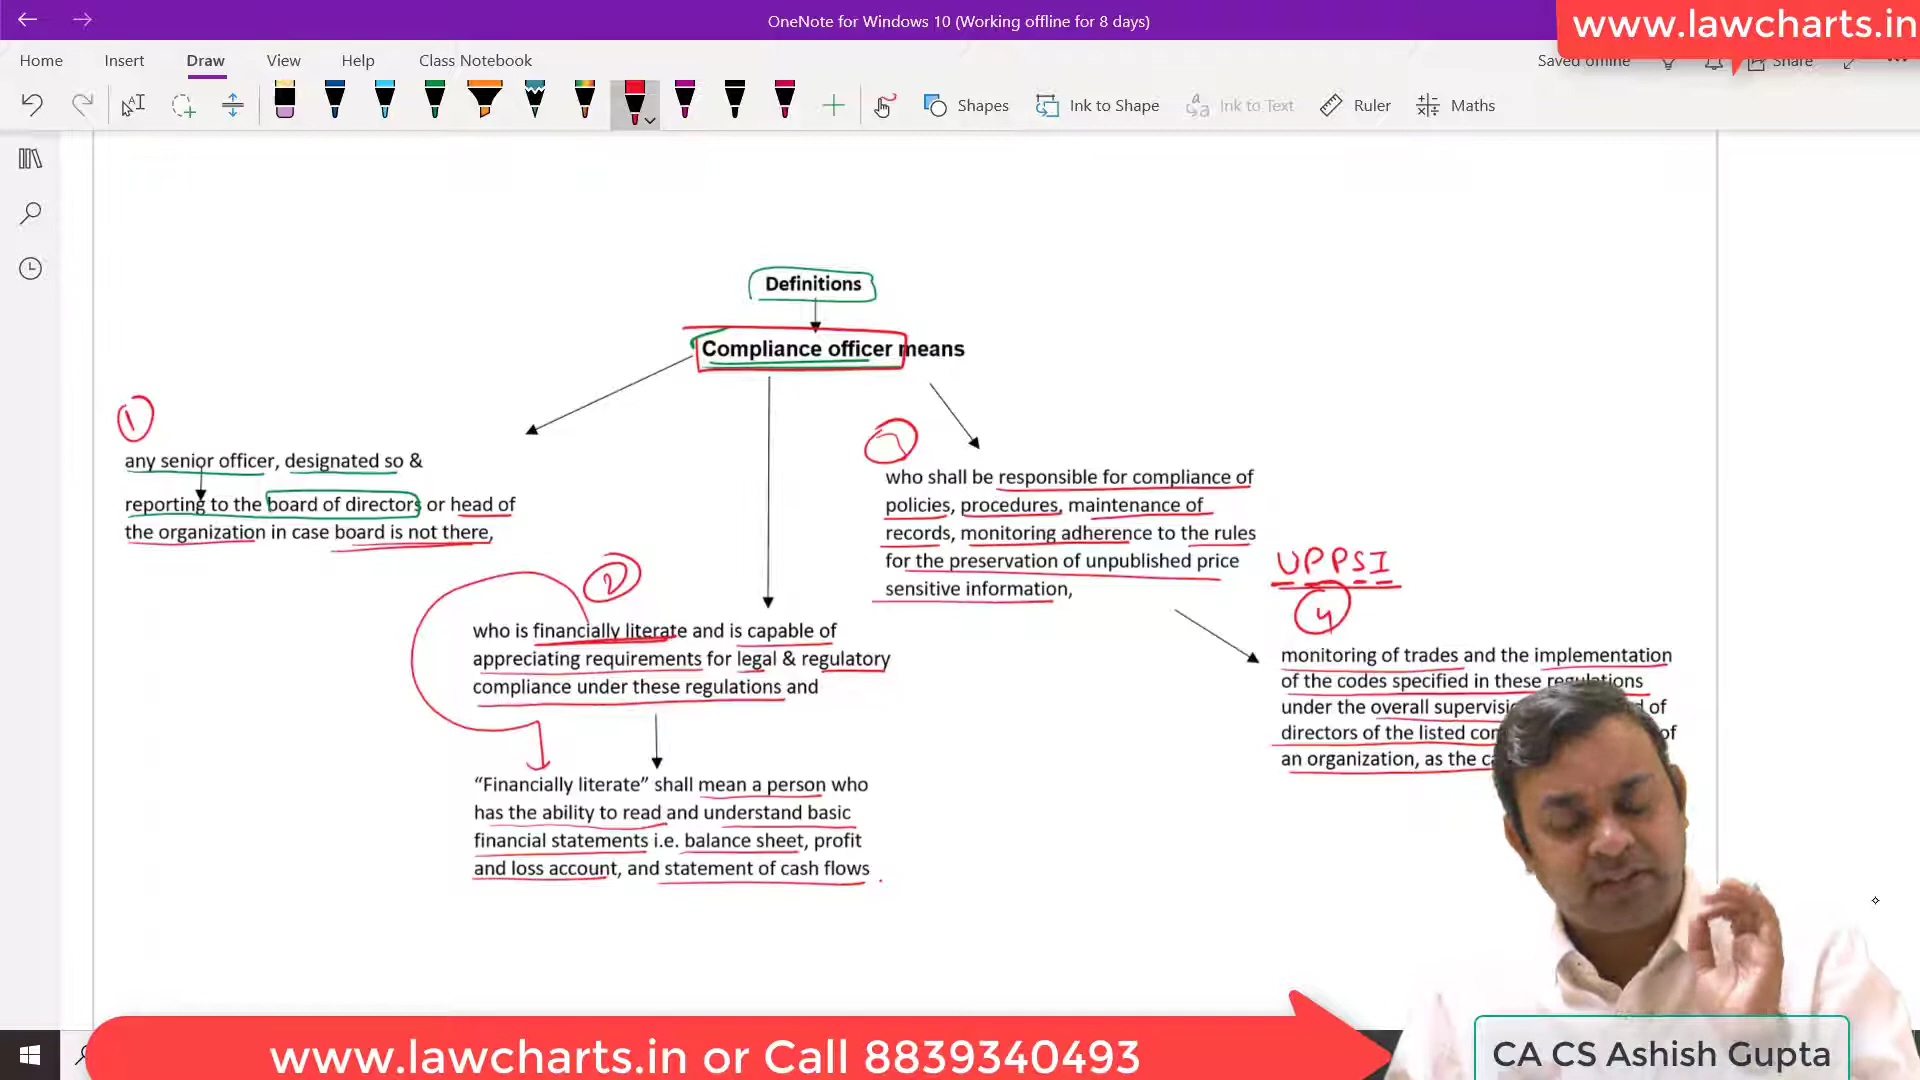 OneNote for Windows 10 (Working offline for 8 days)
www.lawcharts.in
Home Insert Draw View Help Class Notebook
Saved offline Share
Shapes Ink to Shape Ink to Text Ruler Maths
Definitions
Compliance officer means
1
any senior officer, designated so &
reporting to the board of directors or head of
the organization in case board is not there,
2
who is financially literate and is capable of
appreciating requirements for legal & regulatory
compliance under these regulations and
“Financially literate” shall mean a person who
has the ability to read and understand basic
financial statements i.e. balance sheet, profit
and loss account, and statement of cash flows
who shall be responsible for compliance of
policies, procedures, maintenance of
records, monitoring adherence to the rules
for the preservation of unpublished price
sensitive information,
UPPSI
4
monitoring of trades and the implementation
of the codes specified in these regulations
under the overall of
directors of the listed of
an organization, as the
www.lawcharts.in or Call 8839340493
CA CS Ashish Gupta